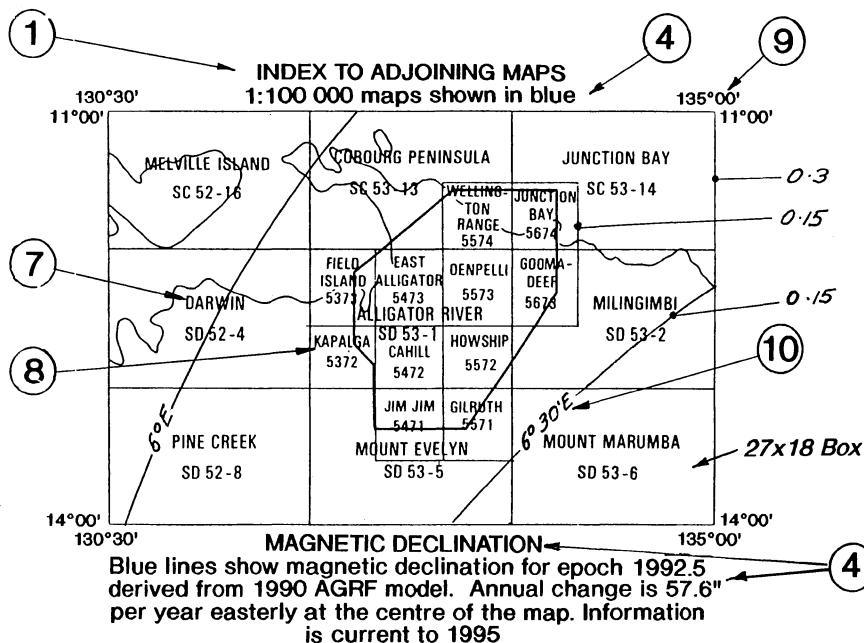 1
4
9
INDEX TO ADJOINING MAPS
1:100 000 maps shown in blue
130°30'
135°00'
11°00'
11°00'
MELVILLE ISLAND
SC 52-16
COBOURG PENINSULA
SC 53-13
JUNCTION BAY
SC 53-14
0.3
WELLING-
TON
RANGE
5574
JUNCTION
BAY
5674
0.15
7
DARWIN
SD 52-4
FIELD
ISLAND
5373
EAST
ALLIGATOR
5473
OENPELLI
5573
GOOMA-
DEER
5673
ALLIGATOR RIVER
SD 53-1
MILINGIMBI
SD 53-2
0.15
8
KAPALGA
5372
CAHILL
5472
HOWSHIP
5572
10
6°E
6° 30'E
JIM JIM
5471
GILRUTH
5571
PINE CREEK
SD 52-8
MOUNT EVELYN
SD 53-5
MOUNT MARUMBA
SD 53-6
27x18 Box
14°00'
14°00'
130°30'
135°00'
MAGNETIC DECLINATION
4
Blue lines show magnetic declination for epoch 1992.5
derived from 1990 AGRF model. Annual change is 57.6"
per year easterly at the centre of the map. Information
is current to 1995